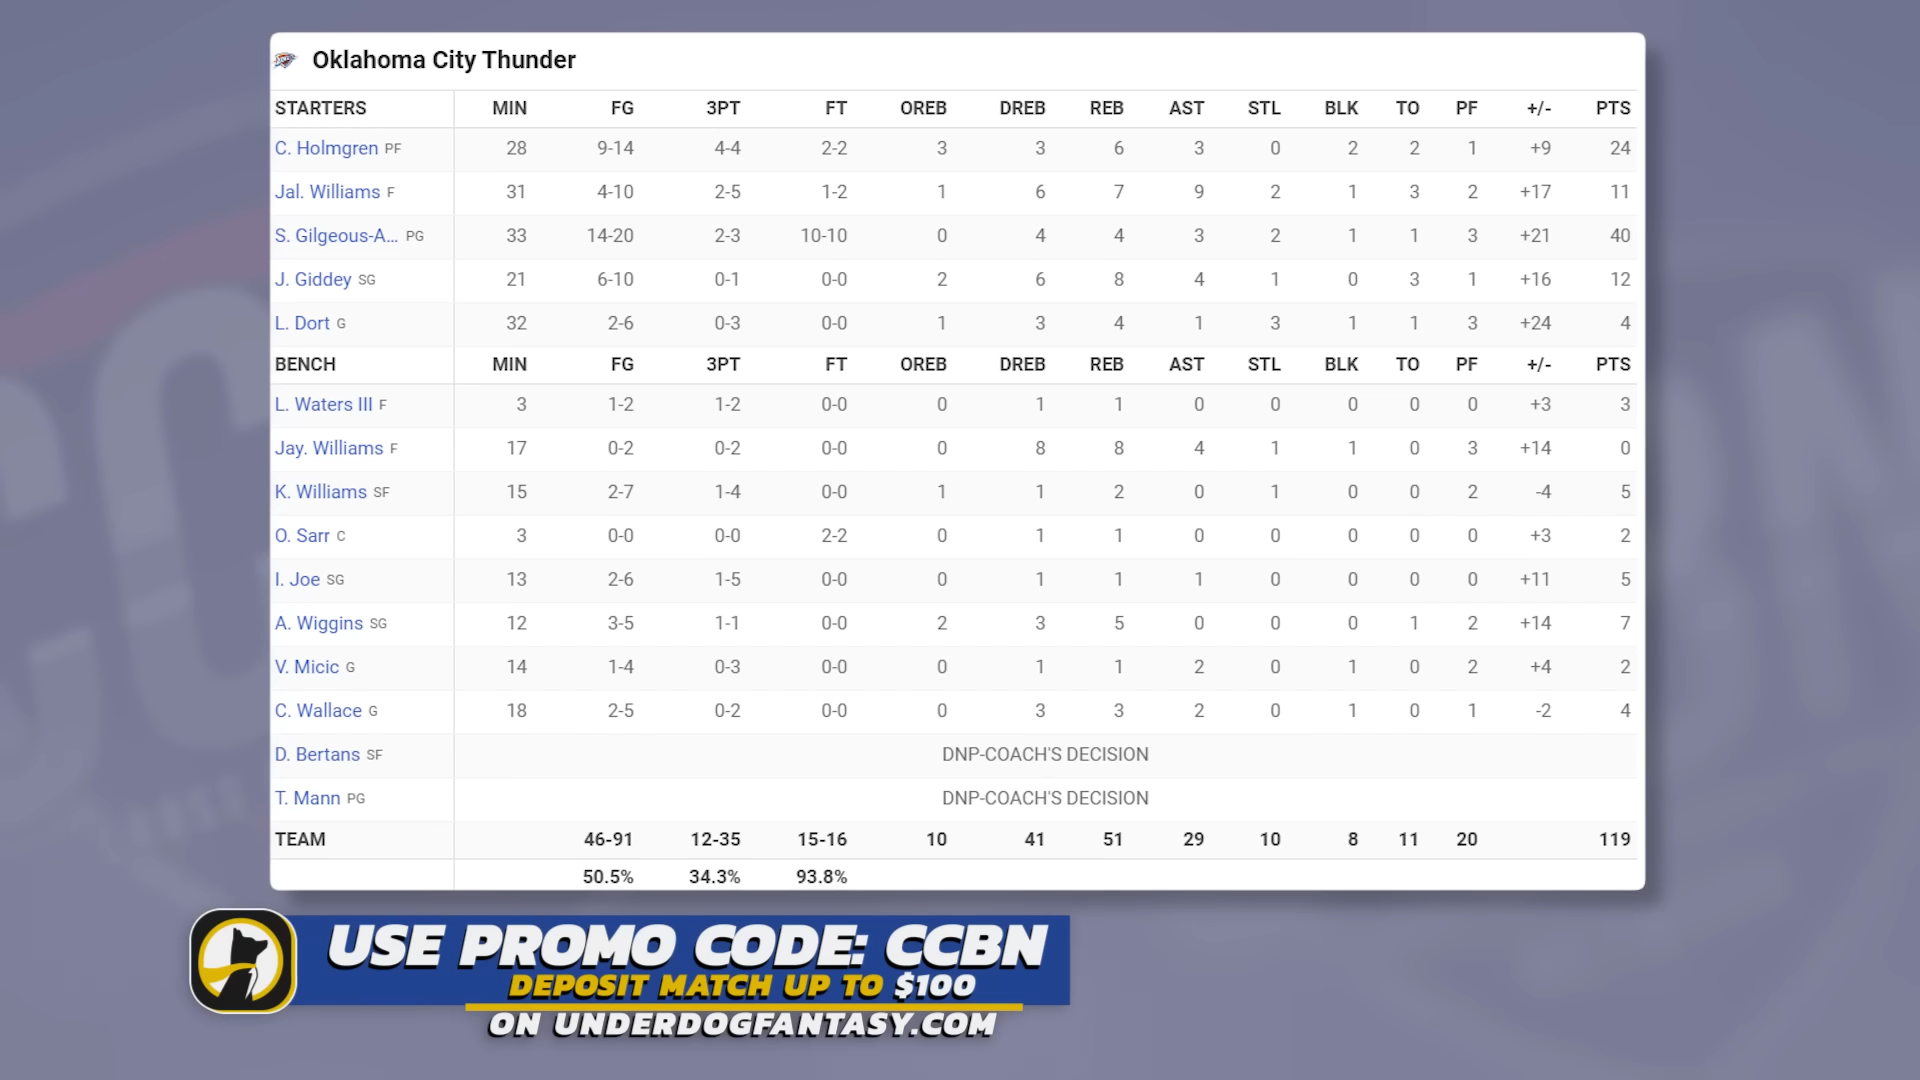 Oklahoma City Thunder
STARTERS MIN FG 3PT FT OREB DREB REB AST STL BLK TO PF +/- PTS
C. Holmgren PF 28 9-14 4-4 2-2 3 3 6 3 0 2 2 1 +9 24
Jal. Williams F 31 4-10 2-5 1-2 1 6 7 9 2 1 3 2 +17 11
S. Gilgeous-A... PG 33 14-20 2-3 10-10 0 4 4 3 2 1 1 3 +21 40
J. Giddey SG 21 6-10 0-1 0-0 2 6 8 4 1 0 3 1 +16 12
L. Dort G 32 2-6 0-3 0-0 1 3 4 1 3 1 1 3 +24 4
BENCH MIN FG 3PT FT OREB DREB REB AST STL BLK TO PF +/- PTS
L. Waters III F 3 1-2 1-2 0-0 0 1 1 0 0 0 0 0 +3 3
Jay. Williams F 17 0-2 0-2 0-0 0 8 8 4 1 1 0 3 +14 0
K. Williams SF 15 2-7 1-4 0-0 1 1 2 0 1 0 0 2 -4 5
O. Sarr C 3 0-0 0-0 2-2 0 1 1 0 0 0 0 0 +3 2
I. Joe SG 13 2-6 1-5 0-0 0 1 1 1 0 0 0 0 +11 5
A. Wiggins SG 12 3-5 1-1 0-0 2 3 5 0 0 0 1 2 +14 7
V. Micic G 14 1-4 0-3 0-0 0 1 1 2 0 1 0 2 +4 2
C. Wallace G 18 2-5 0-2 0-0 0 3 3 2 0 1 0 1 -2 4
D. Bertans SF DNP-COACH'S DECISION
T. Mann PG DNP-COACH'S DECISION
TEAM 46-91 12-35 15-16 10 41 51 29 10 8 11 20 119
50.5% 34.3% 93.8%
USE PROMO CODE: CCBN
DEPOSIT MATCH UP TO $100
ON UNDERDOGFANTASY.COM